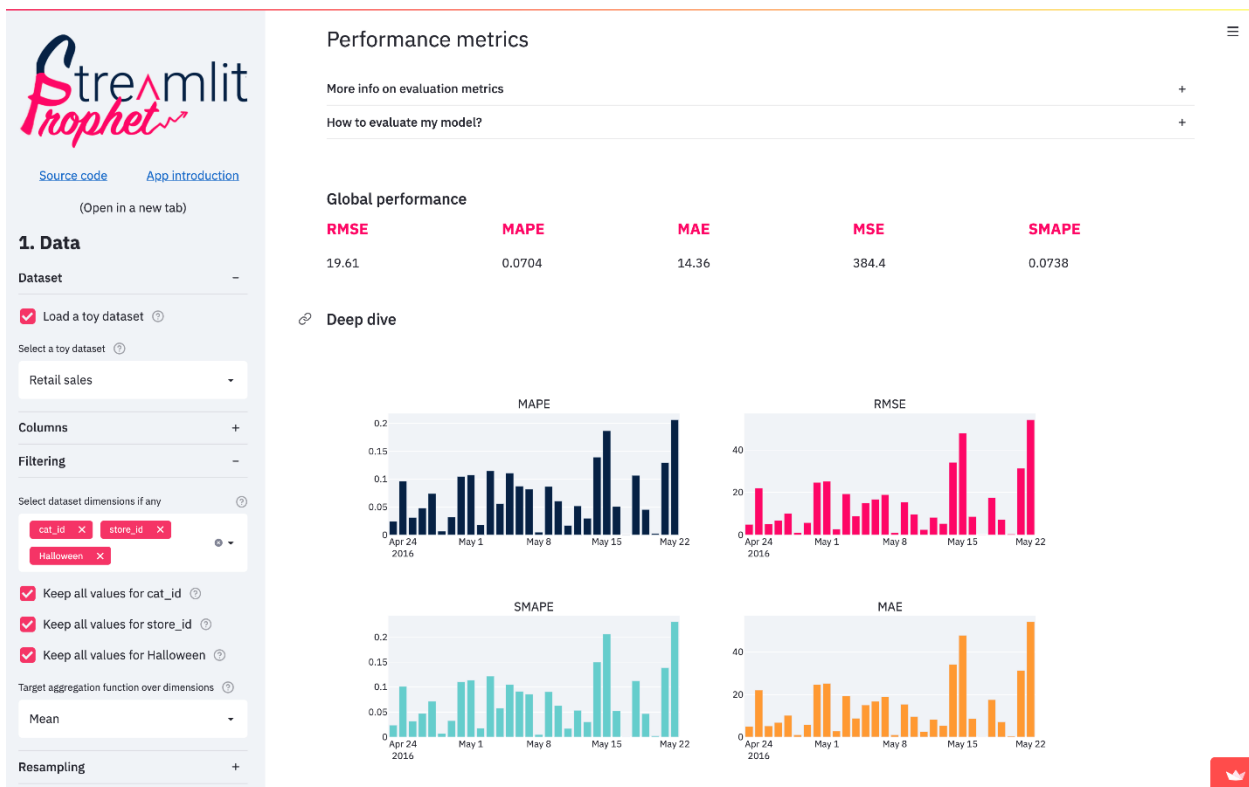 Streamlit
Prophet
Source code App introduction
(Open in a new tab)
1. Data
Dataset −
Load a toy dataset ?
Select a toy dataset ?
Retail sales
Columns +
Filtering −
Select dataset dimensions if any ?
cat_id × store_id ×
Halloween ×
Keep all values for cat_id ?
Keep all values for store_id ?
Keep all values for Halloween ?
Target aggregation function over dimensions ?
Mean
Resampling +
Performance metrics
More info on evaluation metrics +
How to evaluate my model? +
Global performance
RMSE MAPE MAE MSE SMAPE
19.61 0.0704 14.36 384.4 0.0738
Deep dive
MAPE
0.2
0.15
0.1
0.05
0
Apr 24 May 1 May 8 May 15 May 22
2016
RMSE
40
20
0
Apr 24 May 1 May 8 May 15 May 22
2016
SMAPE
0.2
0.15
0.1
0.05
0
Apr 24 May 1 May 8 May 15 May 22
2016
MAE
40
20
0
Apr 24 May 1 May 8 May 15 May 22
2016